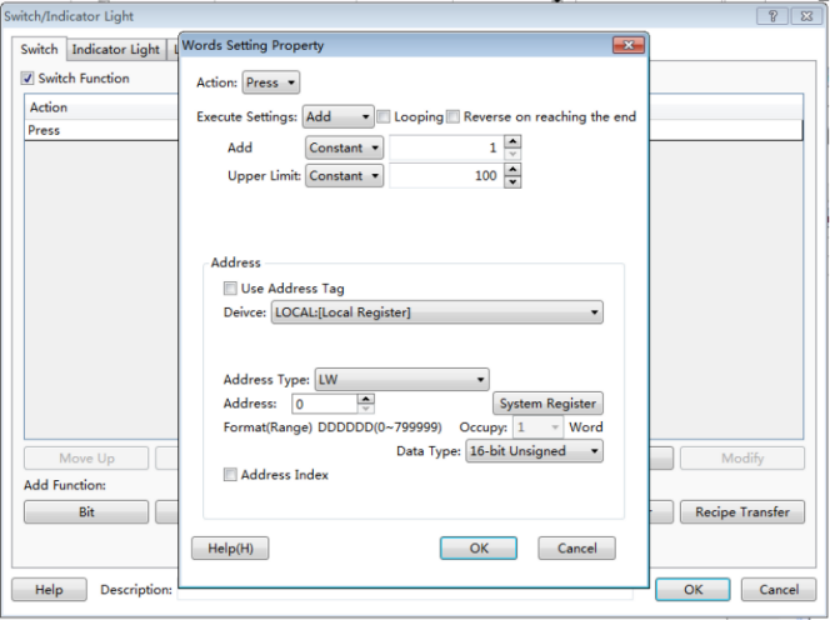 Switch/Indicator Light
Switch Indicator Light
Words Setting Property
Switch Function
Action
Press
Action: Press
Execute Settings: Add Looping Reverse on reaching the end
Add Constant 1
Upper Limit: Constant 100
Address
Use Address Tag
Deivce: LOCAL:[Local Register]
Address Type: LW
Address: 0 System Register
Format(Range) DDDDDD(0~799999) Occupy: 1 Word
Data Type: 16-bit Unsigned
Address Index
Help(H) OK Cancel
Move Up Modify
Add Function:
Bit Recipe Transfer
Help Description: OK Cancel